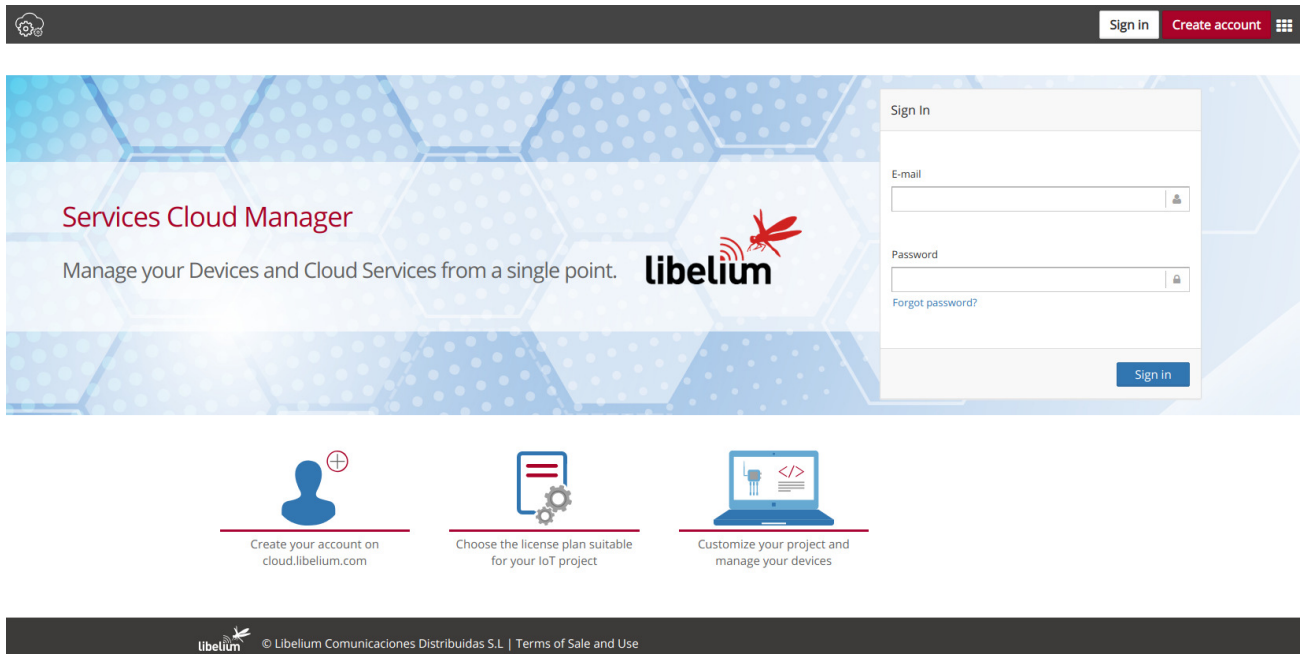 Sign in
Create account
Sign In
E-mail
Services Cloud Manager
Manage your Devices and Cloud Services from a single point.
libelium
Password
Forgot password?
Sign in
</>
Create your account on
cloud.libelium.com
Choose the license plan suitable
for your IoT project
Customize your project and
manage your devices
libelium
© Libelium Comunicaciones Distribuidas S.L | Terms of Sale and Use